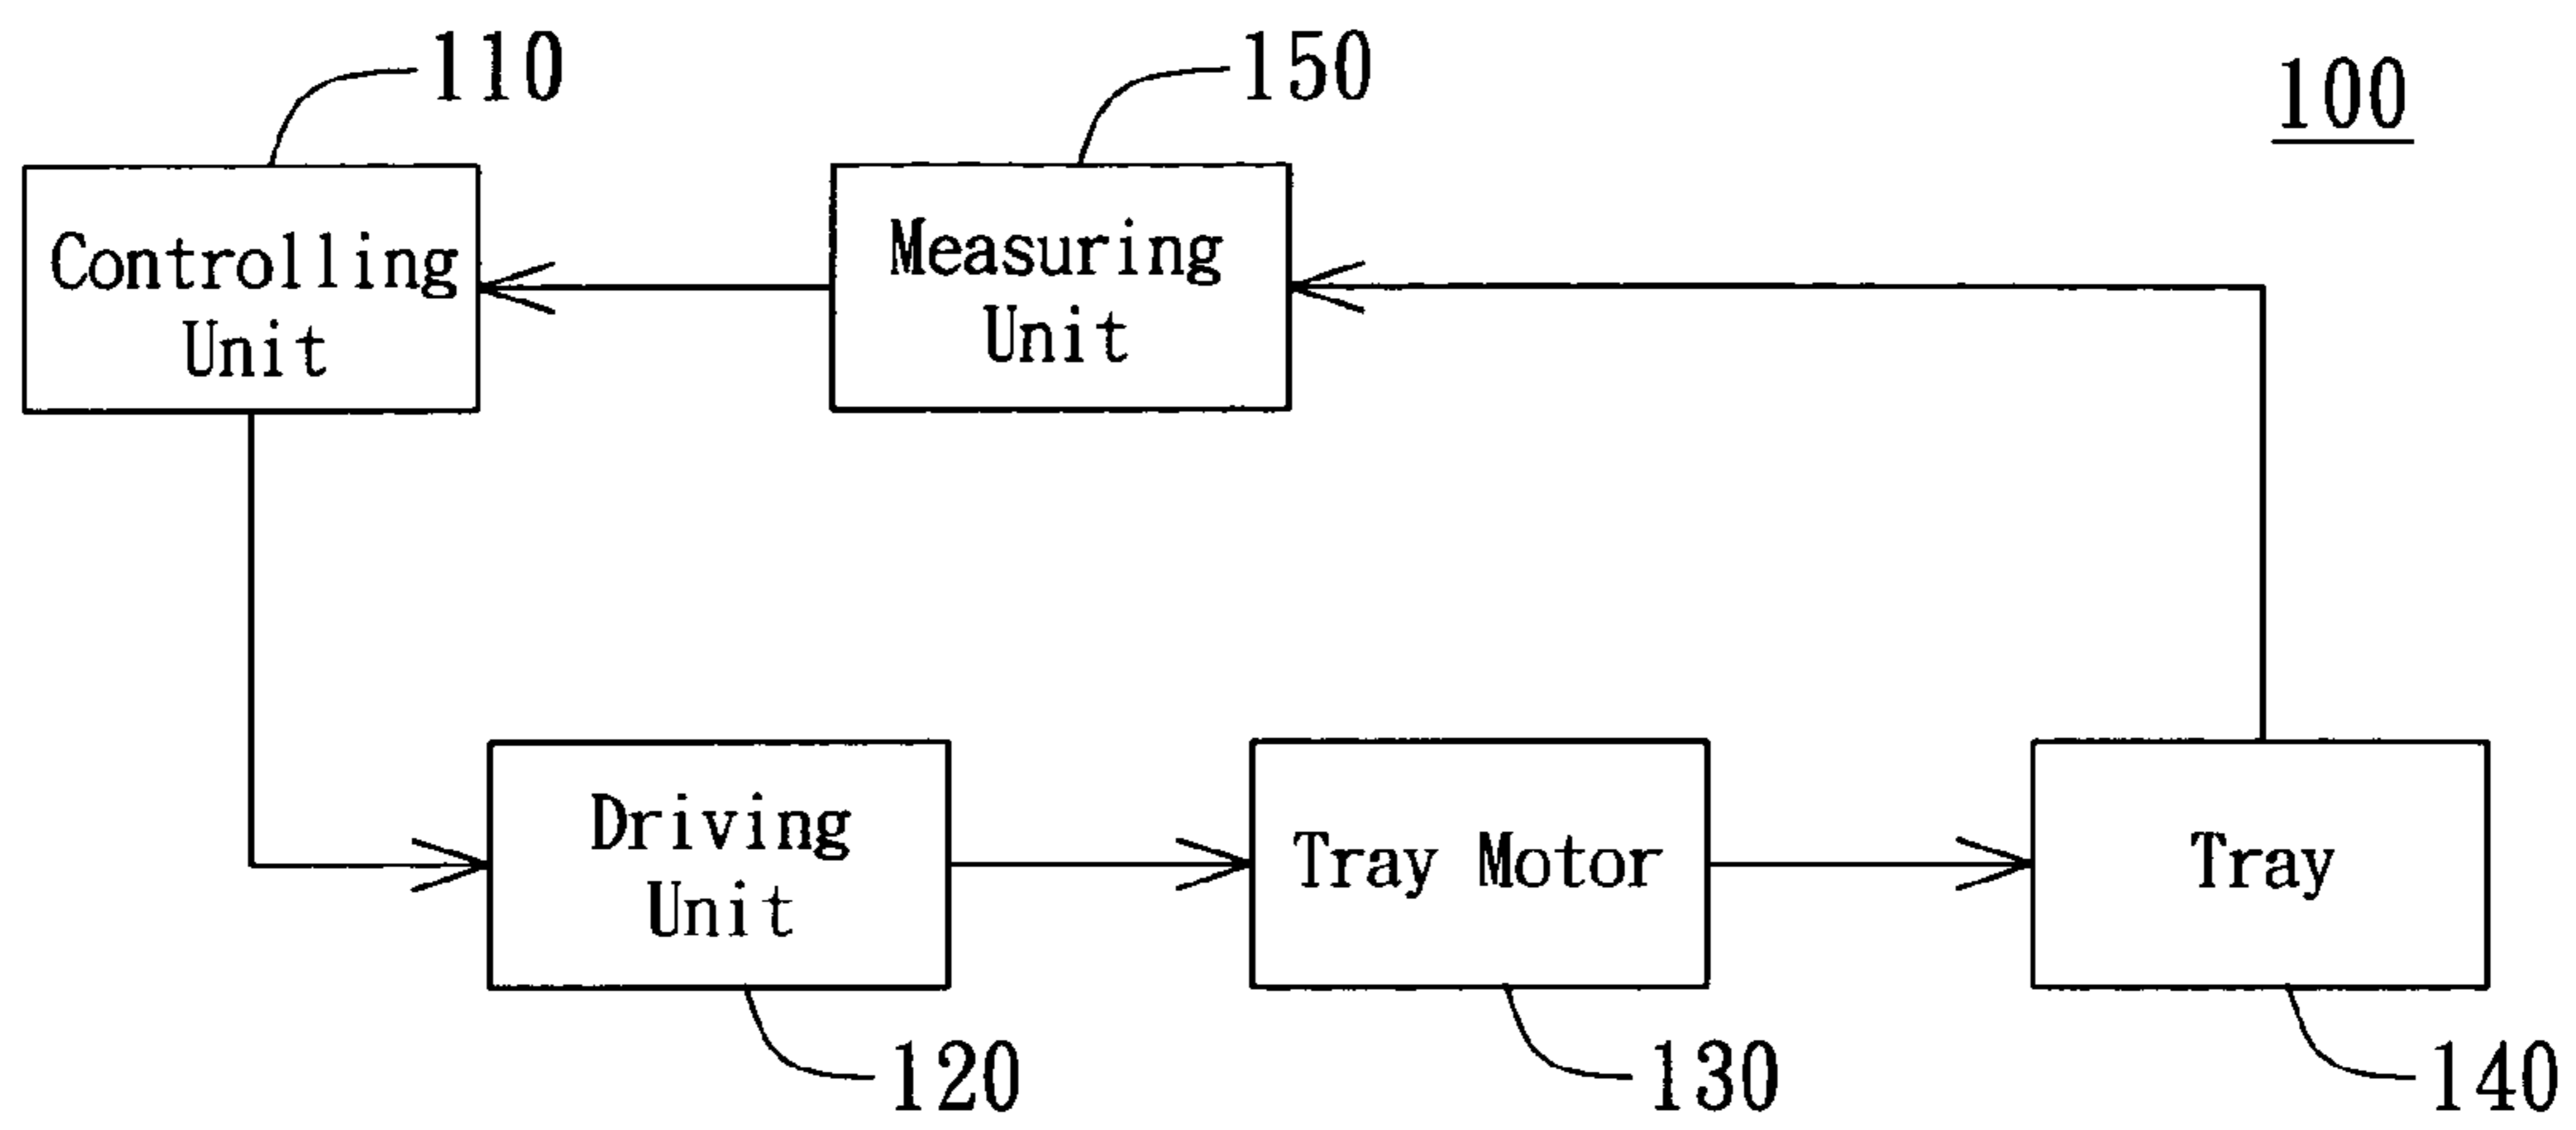 110
150
100
Controlling
Unit
Measuring
Unit
Driving
Unit
Tray Motor
Tray
120
130
140